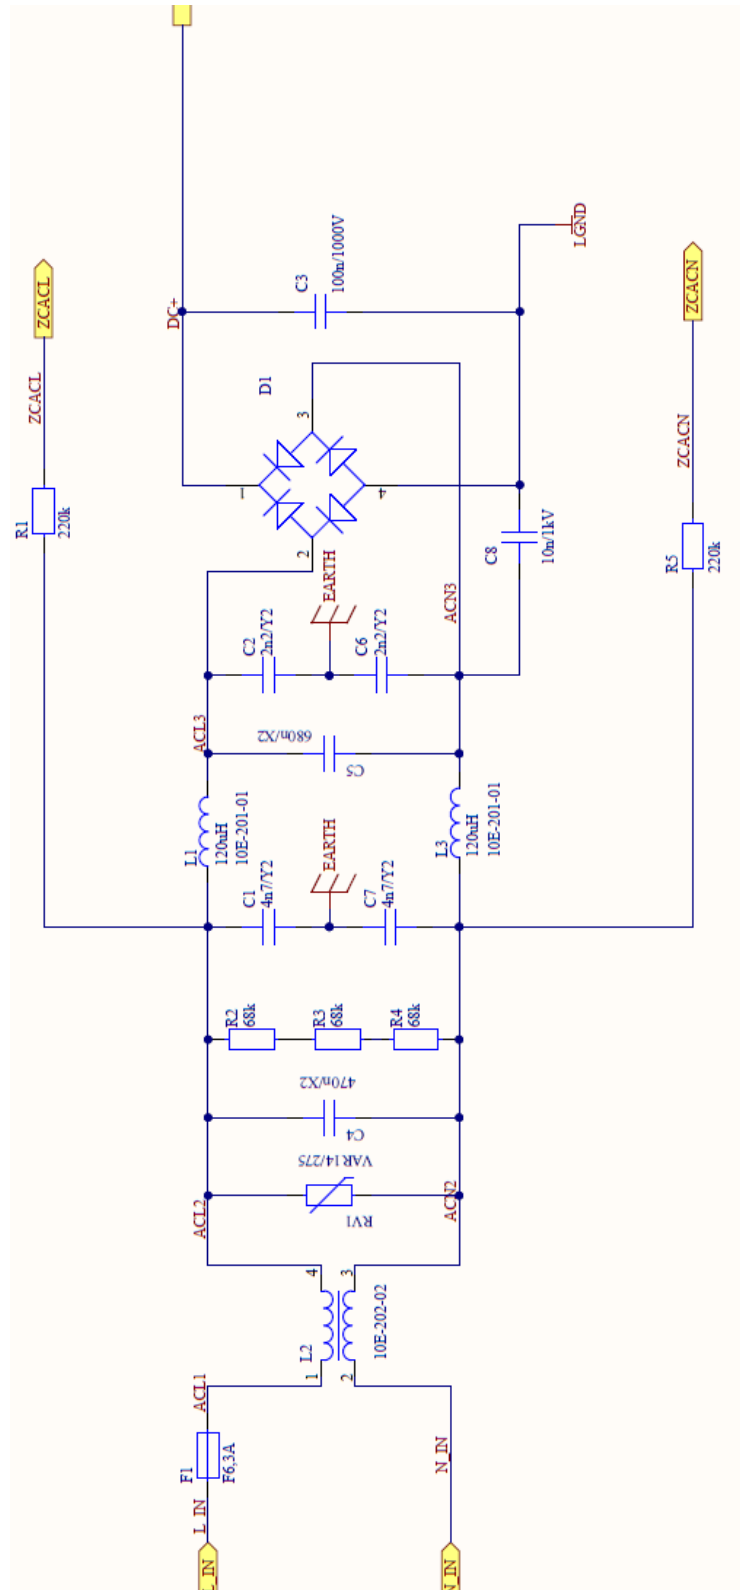 LGND
ZCACL
ZCACN
C3
100n/1000V
DC+
ZCACL
D1
ZCACN
3
1
4
2
R1
220k
C8
10n/1kV
R5
220k
EARTH
ACN3
C2
2n2/Y2
C6
2n2/Y2
ACL3
680n/X2
C5
L1
120uH
10E-201-01
L3
120uH
10E-201-01
EARTH
C1
4n7/Y2
C7
4n7/Y2
R2
68k
R3
68k
R4
68k
470n/X2
C4
VAR14/275
RV1
ACL2
ACN2
4
3
L2
10E-202-02
1
2
ACL1
F1
F6,3A
N_IN
L_IN
_IN
_IN